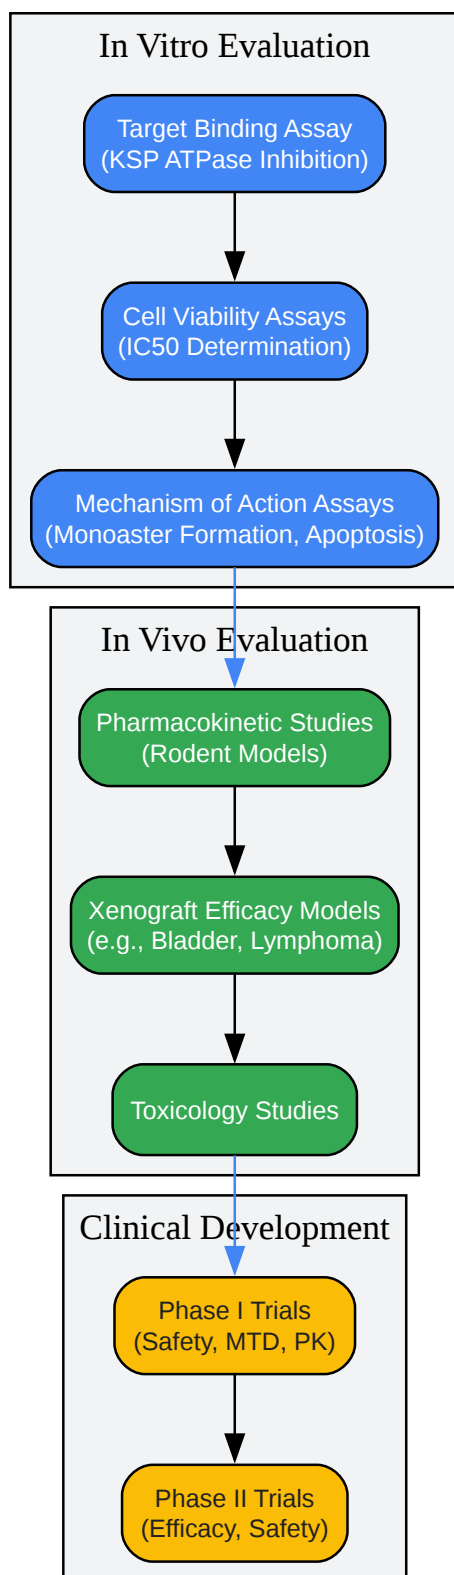 In Vitro Evaluation
Target Binding Assay
(KSP ATPase Inhibition)
Cell Viability Assays
(IC50 Determination)
Mechanism of Action Assays
(Monoaster Formation, Apoptosis)
In Vivo Evaluation
Pharmacokinetic Studies
(Rodent Models)
Xenograft Efficacy Models
(e.g., Bladder, Lymphoma)
Toxicology Studies
Clinical Development
Phase I Trials
(Safety, MTD, PK)
Phase II Trials
(Efficacy, Safety)